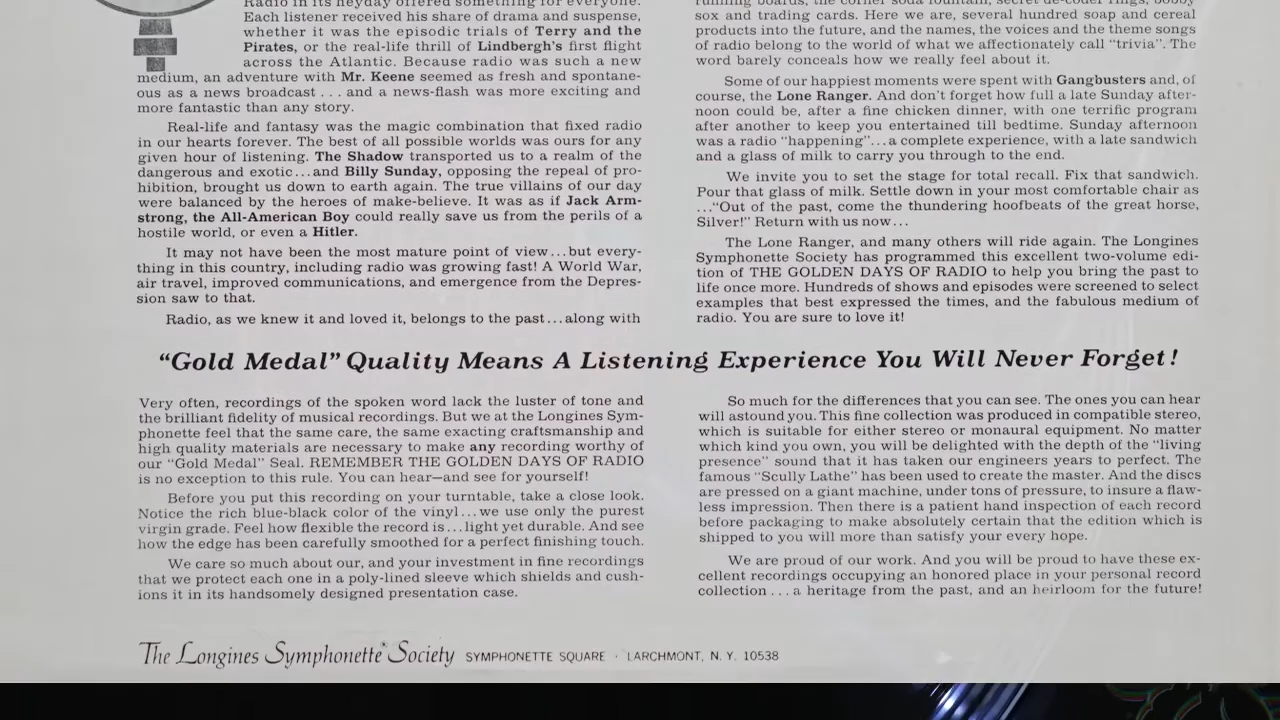 Radio in its heyday offered something for everyone.
Each listener received his share of drama and suspense,
whether it was the episodic trials of Terry and the
Pirates, or the real-life thrill of Lindbergh's first flight
across the Atlantic. Because radio was such a new
medium, an adventure with Mr. Keene seemed as fresh and spontane-
ous as a news broadcast . . . and a news-flash was more exciting and
more fantastic than any story.
Real-life and fantasy was the magic combination that fixed radio
in our hearts forever. The best of all possible worlds was ours for any
given hour of listening. The Shadow transported us to a realm of the
dangerous and exotic...and Billy Sunday, opposing the repeal of pro-
hibition, brought us down to earth again. The true villains of our day
were balanced by the heroes of make-believe. It was as if Jack Arm-
strong, the All-American Boy could really save us from the perils of a
hostile world, or even a Hitler.
It may not have been the most mature point of view...but every-
thing in this country, including radio was growing fast! A World War,
air travel, improved communications, and emergence from the Depres-
sion saw to that.
Radio, as we knew it and loved it, belongs to the past...along with
running boards, the corner soda fountain, secret de-coder rings, bobby
sox and trading cards. Here we are, several hundred soap and cereal
products into the future, and the names, the voices and the theme songs
of radio belong to the world of what we affectionately call "trivia". The
word barely conceals how we really feel about it.
Some of our happiest moments were spent with Gangbusters and, of
course, the Lone Ranger. And don't forget how full a late Sunday after-
noon could be, after a fine chicken dinner, with one terrific program
after another to keep you entertained till bedtime. Sunday afternoon
was a radio "happening"...a complete experience, with a late sandwich
and a glass of milk to carry you through to the end.
We invite you to set the stage for total recall. Fix that sandwich.
Pour that glass of milk. Settle down in your most comfortable chair as
..."Out of the past, come the thundering hoofbeats of the great horse,
Silver!" Return with us now...
The Lone Ranger, and many others will ride again. The Longines
Symphonette Society has programmed this excellent two-volume edi-
tion of THE GOLDEN DAYS OF RADIO to help you bring the past to
life once more. Hundreds of shows and episodes were screened to select
examples that best expressed the times, and the fabulous medium of
radio. You are sure to love it!
"Gold Medal" Quality Means A Listening Experience You Will Never Forget!
Very often, recordings of the spoken word lack the luster of tone and
the brilliant fidelity of musical recordings. But we at the Longines Sym-
phonette feel that the same care, the same exacting craftsmanship and
high quality materials are necessary to make any recording worthy of
our "Gold Medal" Seal. REMEMBER THE GOLDEN DAYS OF RADIO
is no exception to this rule. You can hear—and see for yourself!
Before you put this recording on your turntable, take a close look.
Notice the rich blue-black color of the vinyl...we use only the purest
virgin grade. Feel how flexible the record is...light yet durable. And see
how the edge has been carefully smoothed for a perfect finishing touch.
We care so much about our, and your investment in fine recordings
that we protect each one in a poly-lined sleeve which shields and cush-
ions it in its handsomely designed presentation case.
So much for the differences that you can see. The ones you can hear
will astound you. This fine collection was produced in compatible stereo,
which is suitable for either stereo or monaural equipment. No matter
which kind you own, you will be delighted with the depth of the "living
presence" sound that it has taken our engineers years to perfect. The
famous "Scully Lathe" has been used to create the master. And the discs
are pressed on a giant machine, under tons of pressure, to insure a flaw-
less impression. Then there is a patient hand inspection of each record
before packaging to make absolutely certain that the edition which is
shipped to you will more than satisfy your every hope.
We are proud of our work. And you will be proud to have these ex-
cellent recordings occupying an honored place in your personal record
collection . . . a heritage from the past, and an heirloom for the future!
The Longines Symphonette Society SYMPHONETTE SQUARE · LARCHMONT, N. Y. 10538